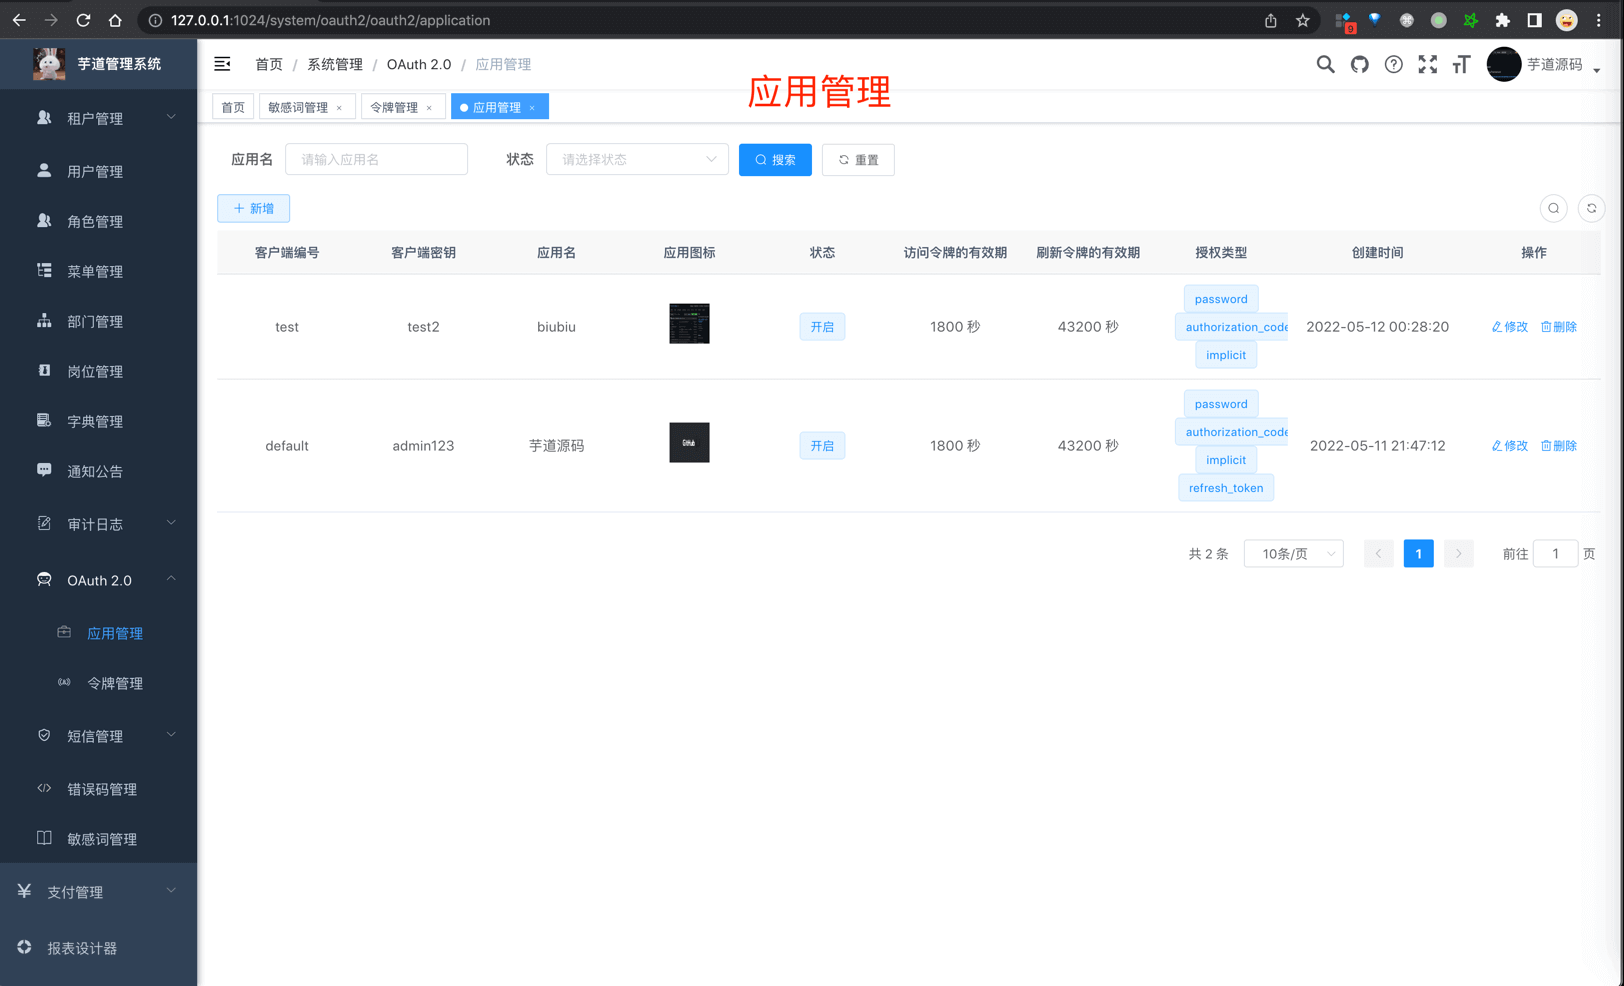 127.0.0.1:1024/system/oauth2/oauth2/application
0
芋道管理系统
首页 / 系统管理 / OAuth 2.0 / 应用管理
芋道源码
应用管理
首页
敏感词管理 ×
令牌管理 ×
应用管理 ×
租户管理
用户管理
角色管理
菜单管理
部门管理
岗位管理
字典管理
通知公告
审计日志
OAuth 2.0
应用管理
令牌管理
短信管理
错误码管理
敏感词管理
支付管理
报表设计器
应用名 请输入应用名 状态 请选择状态 搜索 重置
+ 新增
客户端编号 客户端密钥 应用名 应用图标 状态 访问令牌的有效期 刷新令牌的有效期 授权类型 创建时间 操作
test test2 biubiu 开启 1800 秒 43200 秒 password 2022-05-12 00:28:20 修改 删除
authorization_code
implicit
default admin123 芋道源码 GitHub 开启 1800 秒 43200 秒 password 2022-05-11 21:47:12 修改 删除
authorization_code
implicit
refresh_token
共 2 条 10条/页 < 1 > 前往 1 页